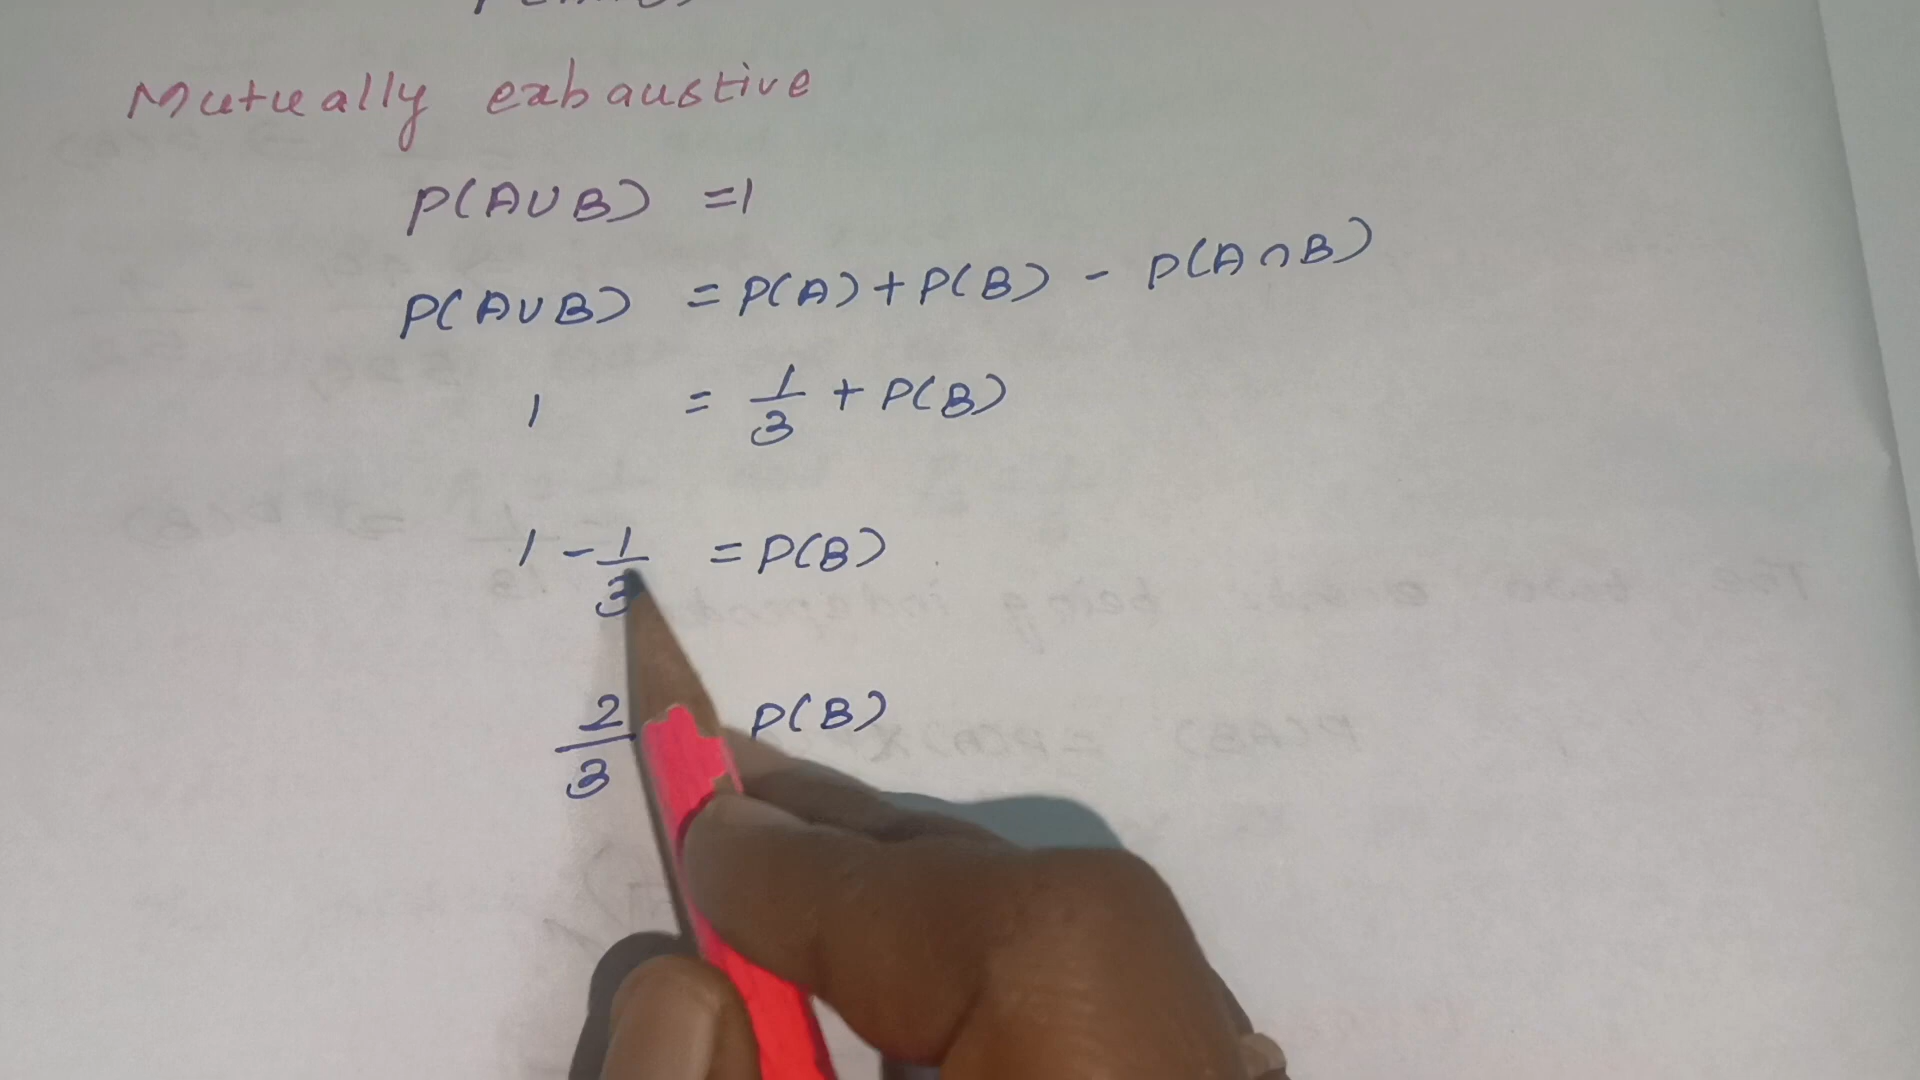 Mutually exhaustive
P(A∪B) =1
P(A∪B) = P(A) + P(B) - P(A∩B)
1 = 1/3 + P(B)
1 - 1/3 = P(B)
2/3 P(B)